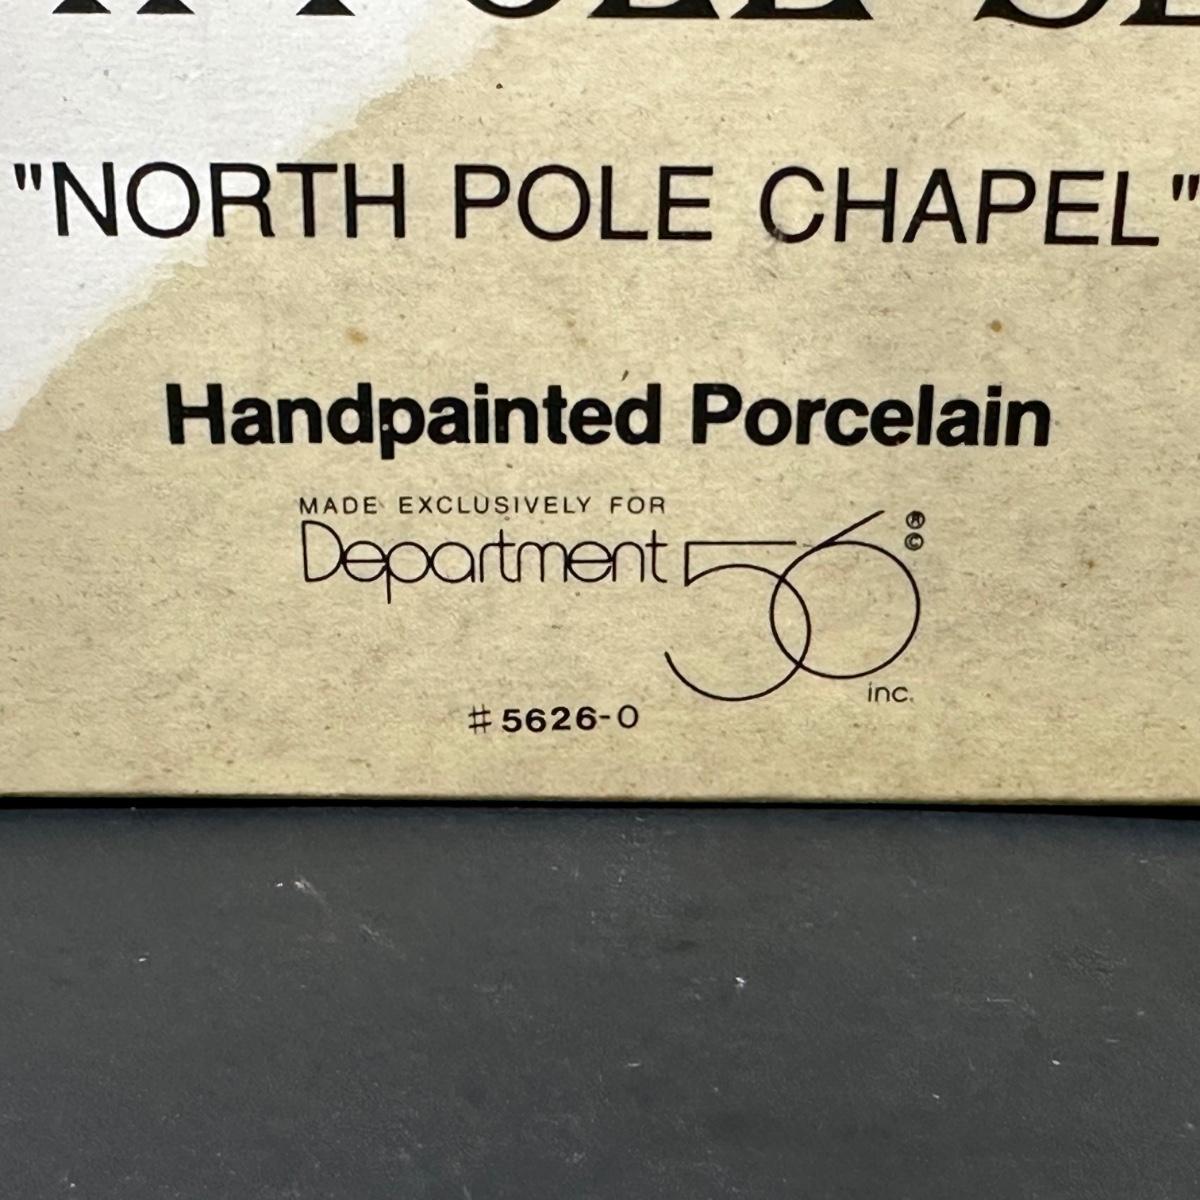 "NORTH POLE CHAPEL"
Handpainted Porcelain
MADE EXCLUSIVELY FOR
Department 56 ®
©
inc.
#5626-0